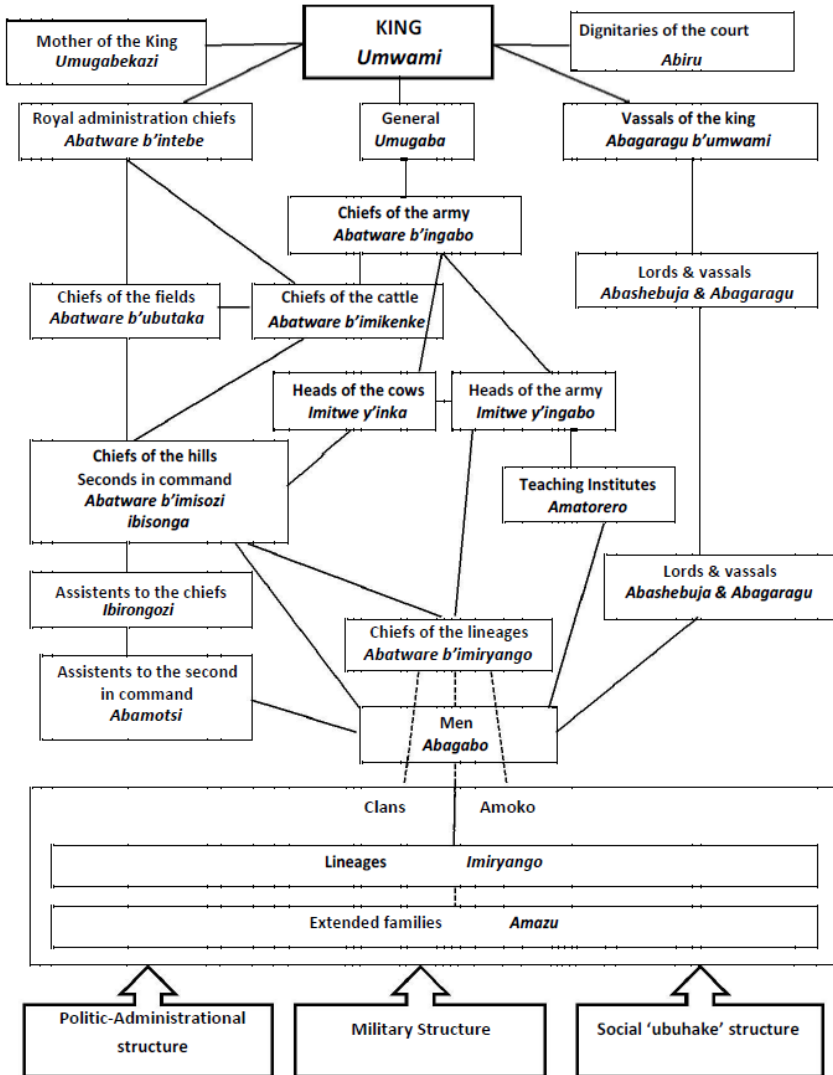 KING
Umwami
Mother of the King
Umugabekazi
Dignitaries of the court
Abiru
Royal administration chiefs
Abatware b'intebe
General
Umugaba
Vassals of the king
Abagaragu b'umwami
Chiefs of the army
Abatware b'ingabo
Chiefs of the fields
Abatware b'ubutaka
Chiefs of the cattle
Abatware b'imikenke
Lords & vassals
Abashebuja & Abagaragu
Heads of the cows
Imitwe y'inka
Heads of the army
Imitwe y'ingabo
Chiefs of the hills
Seconds in command
Abatware b'imisozi
ibisonga
Teaching Institutes
Amatorero
Assistents to the chiefs
Ibirongozi
Lords & vassals
Abashebuja & Abagaragu
Chiefs of the lineages
Abatware b'imiryango
Assistents to the second
in command
Abamotsi
Men
Abagabo
Clans Amoko
Lineages Imiryango
Extended families Amazu
Politic-Administrational
structure
Military Structure
Social 'ubuhake' structure